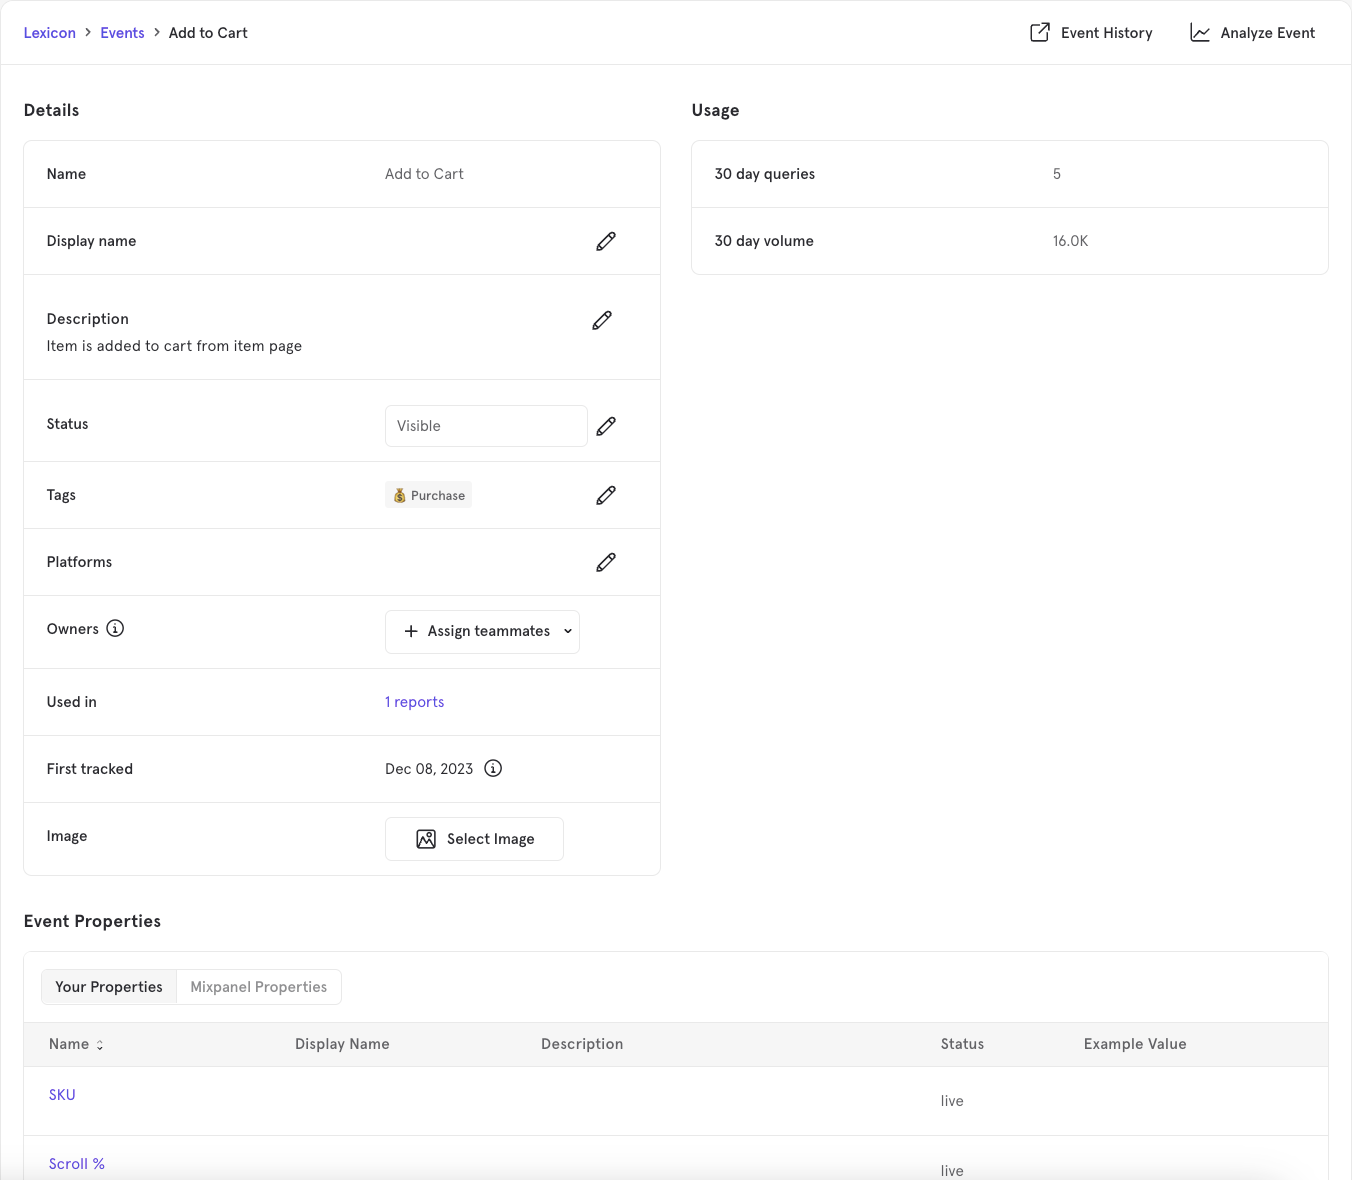 Lexicon > Events > Add to Cart
Event History
Analyze Event
Details
Name
Add to Cart
Display name
Description
Item is added to cart from item page
Status
Visible
Tags
💰 Purchase
Platforms
Owners
Assign teammates
Used in
1 reports
First tracked
Dec 08, 2023
Image
Select Image
Usage
30 day queries
5
30 day volume
16.0K
Event Properties
Your Properties
Mixpanel Properties
Name
Display Name
Description
Status
Example Value
SKU
live
Scroll %
live